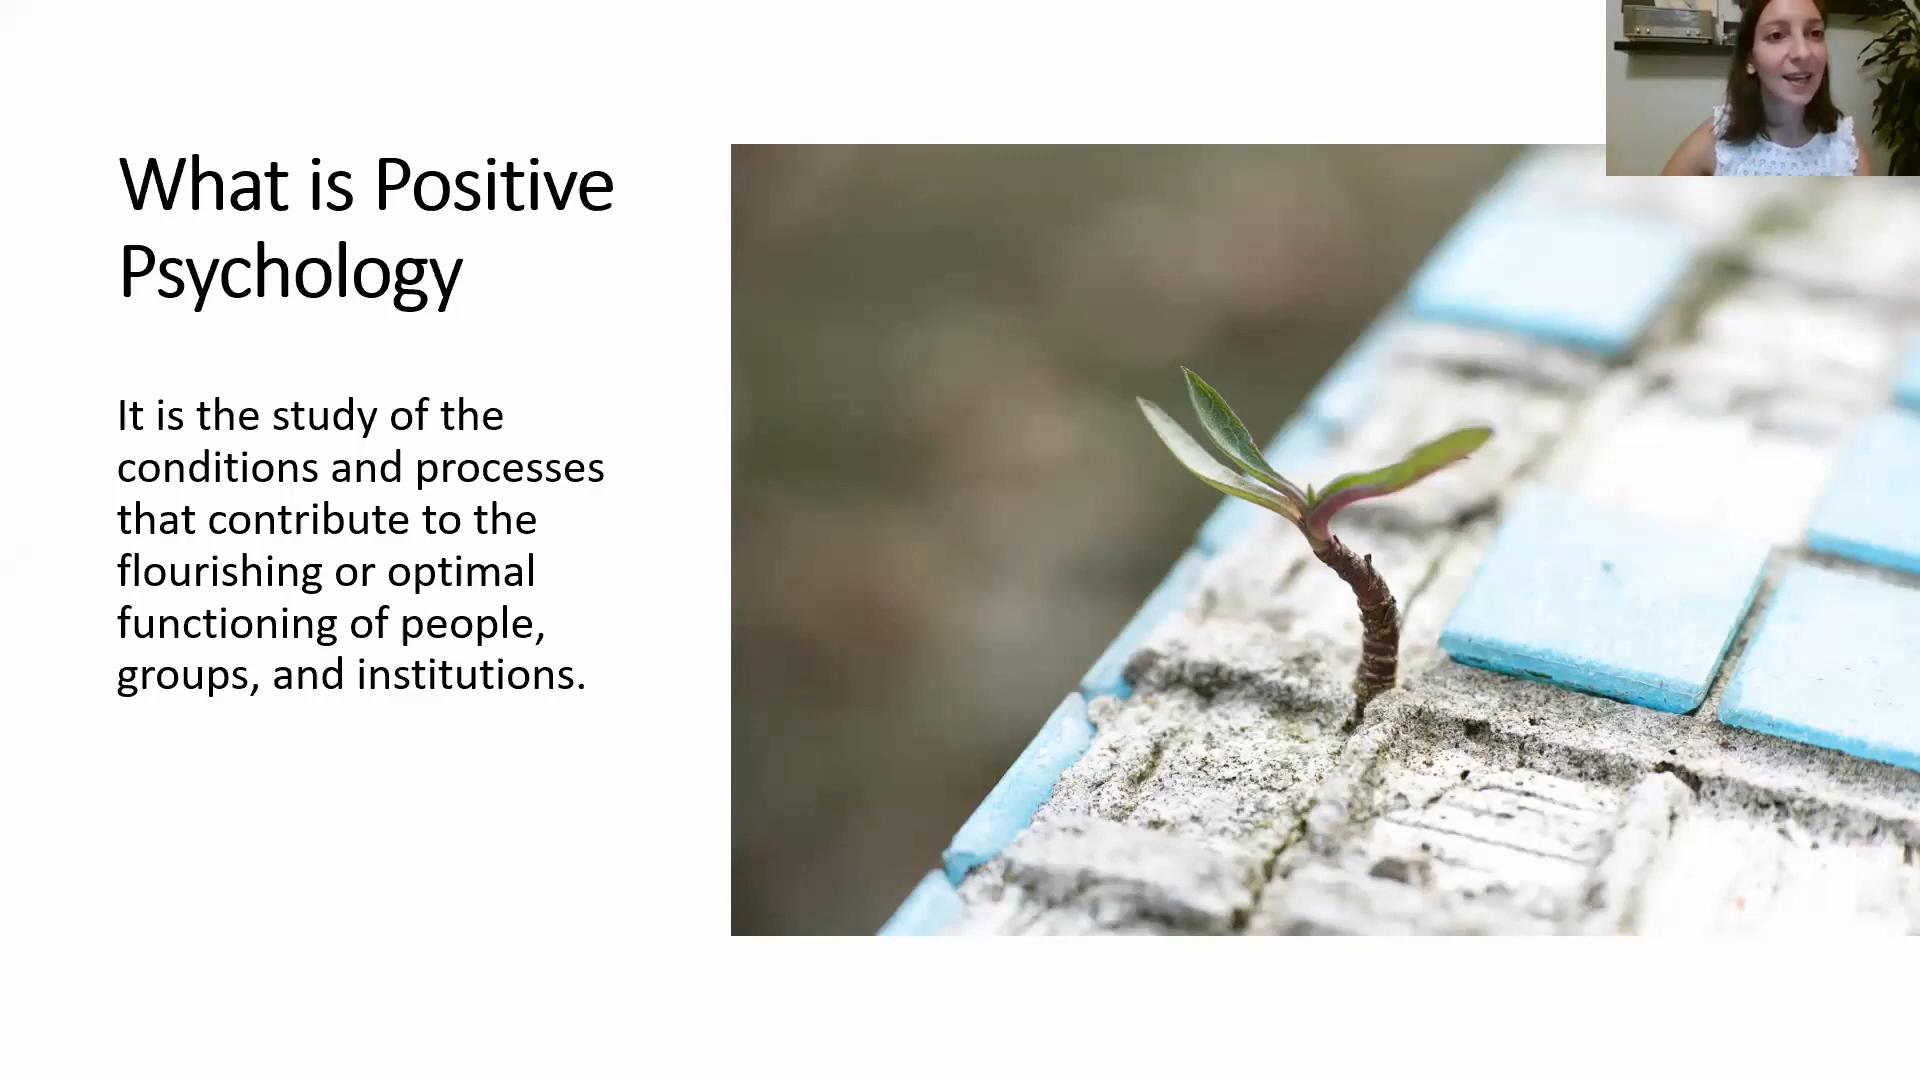 What is Positive
Psychology
It is the study of the
conditions and processes
that contribute to the
flourishing or optimal
functioning of people,
groups, and institutions.